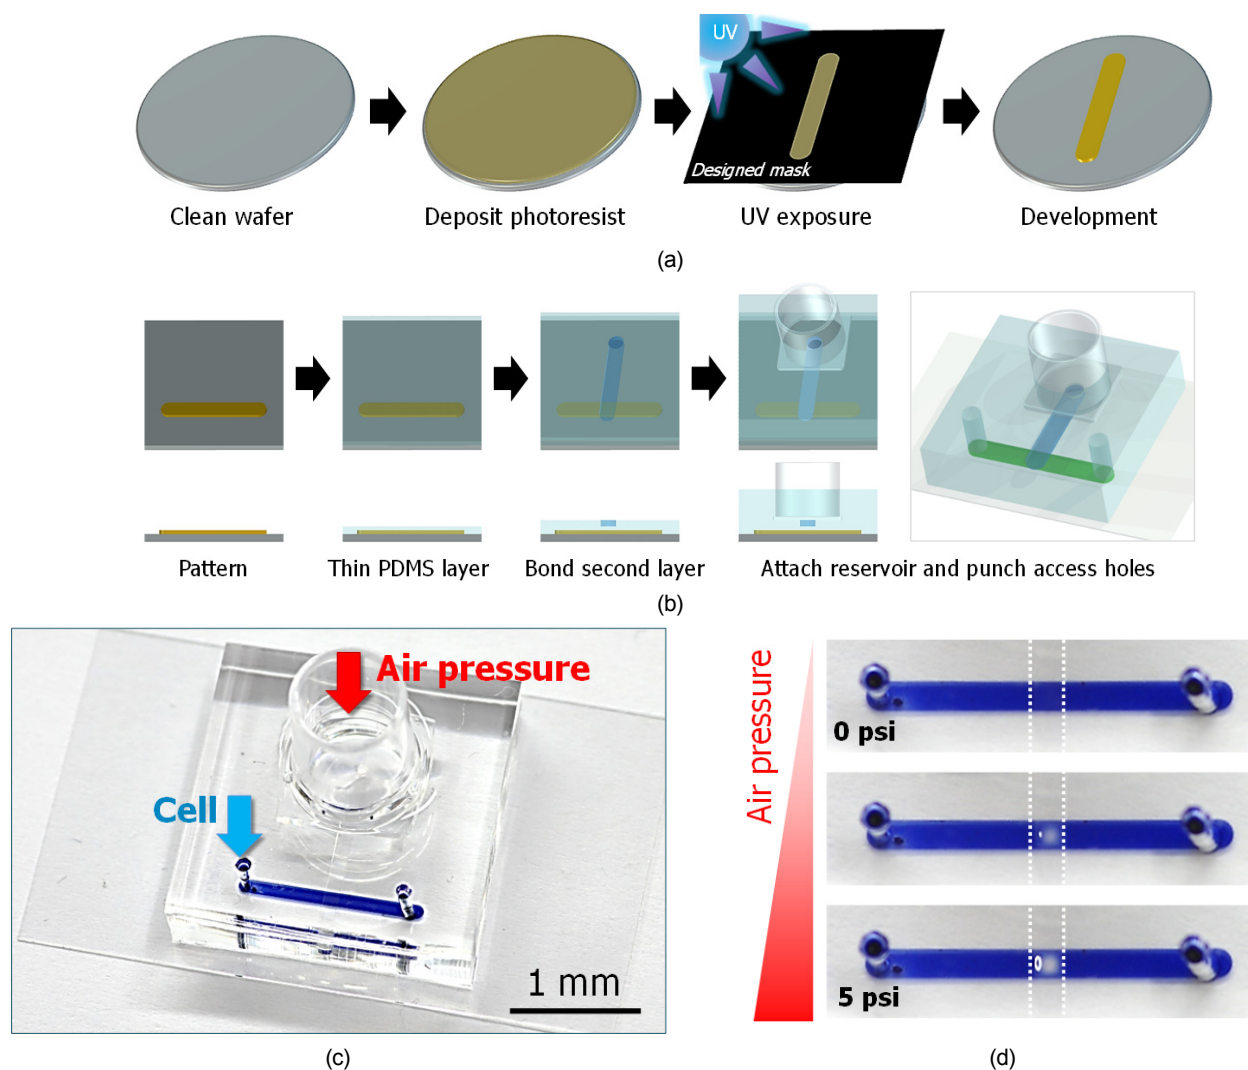 UV
Designed mask
Clean wafer
Deposit photoresist
UV exposure
Development
(a)
Pattern
Thin PDMS layer
Bond second layer
Attach reservoir and punch access holes
(b)
Air pressure
Cell
1 mm
(c)
Air pressure
0 psi
5 psi
(d)